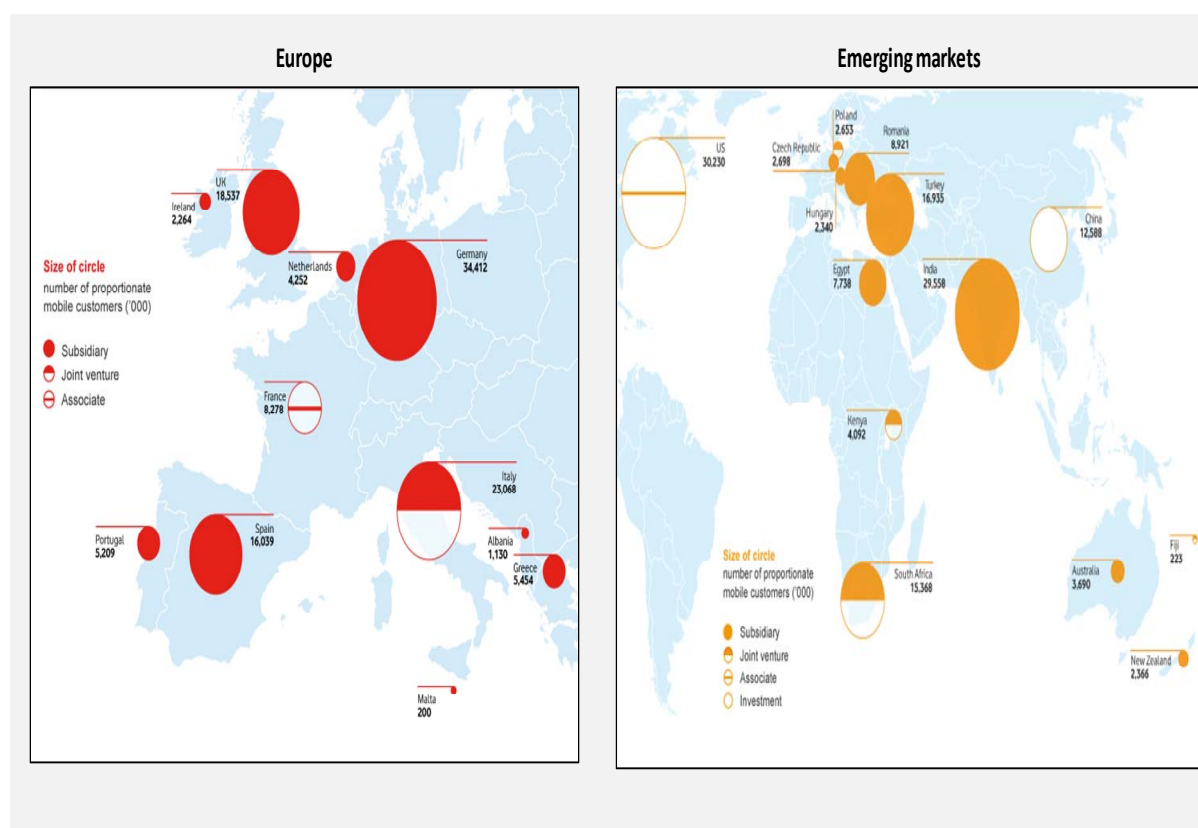 Europe
UK
18,537
Ireland
2,264
Netherlands
4,252
Germany
34,412
Size of circle
number of proportionate
mobile customers ('000)
Subsidiary
Joint venture
Associate
France
8,278
Italy
23,068
Portugal
5,209
Spain
16,039
Albania
1,130
Greece
5,454
Malta
200
Emerging markets
US
30,230
Poland
2,653
Czech Republic
2,698
Romania
8,921
Hungary
2,340
Turkey
16,935
China
12,588
Egypt
7,738
India
29,558
Kenya
4,092
South Africa
15,368
Australia
3,690
Fiji
223
New Zealand
2,366
Size of circle
number of proportionate
mobile customers ('000)
Subsidiary
Joint venture
Associate
Investment